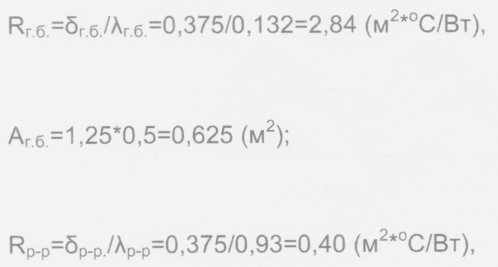 Rг.б.=δг.б./λг.б.=0,375/0,132=2,84 (м²*°С/Вт),
Аг.б.=1,25*0,5=0,625 (м²);
Rр-р=δр-р./λр-р=0,375/0,93=0,40 (м²*°С/Вт),